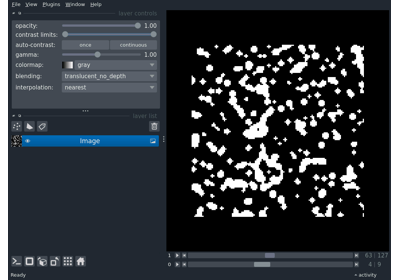 File View Plugins Window Help
layer controls
opacity: 1.00
contrast limits:
auto-contrast: once continuous
gamma: 1.00
colormap: gray
blending: translucent_no_depth
interpolation: nearest
layer list
Image
1 63 127
0 4 9
Ready activity